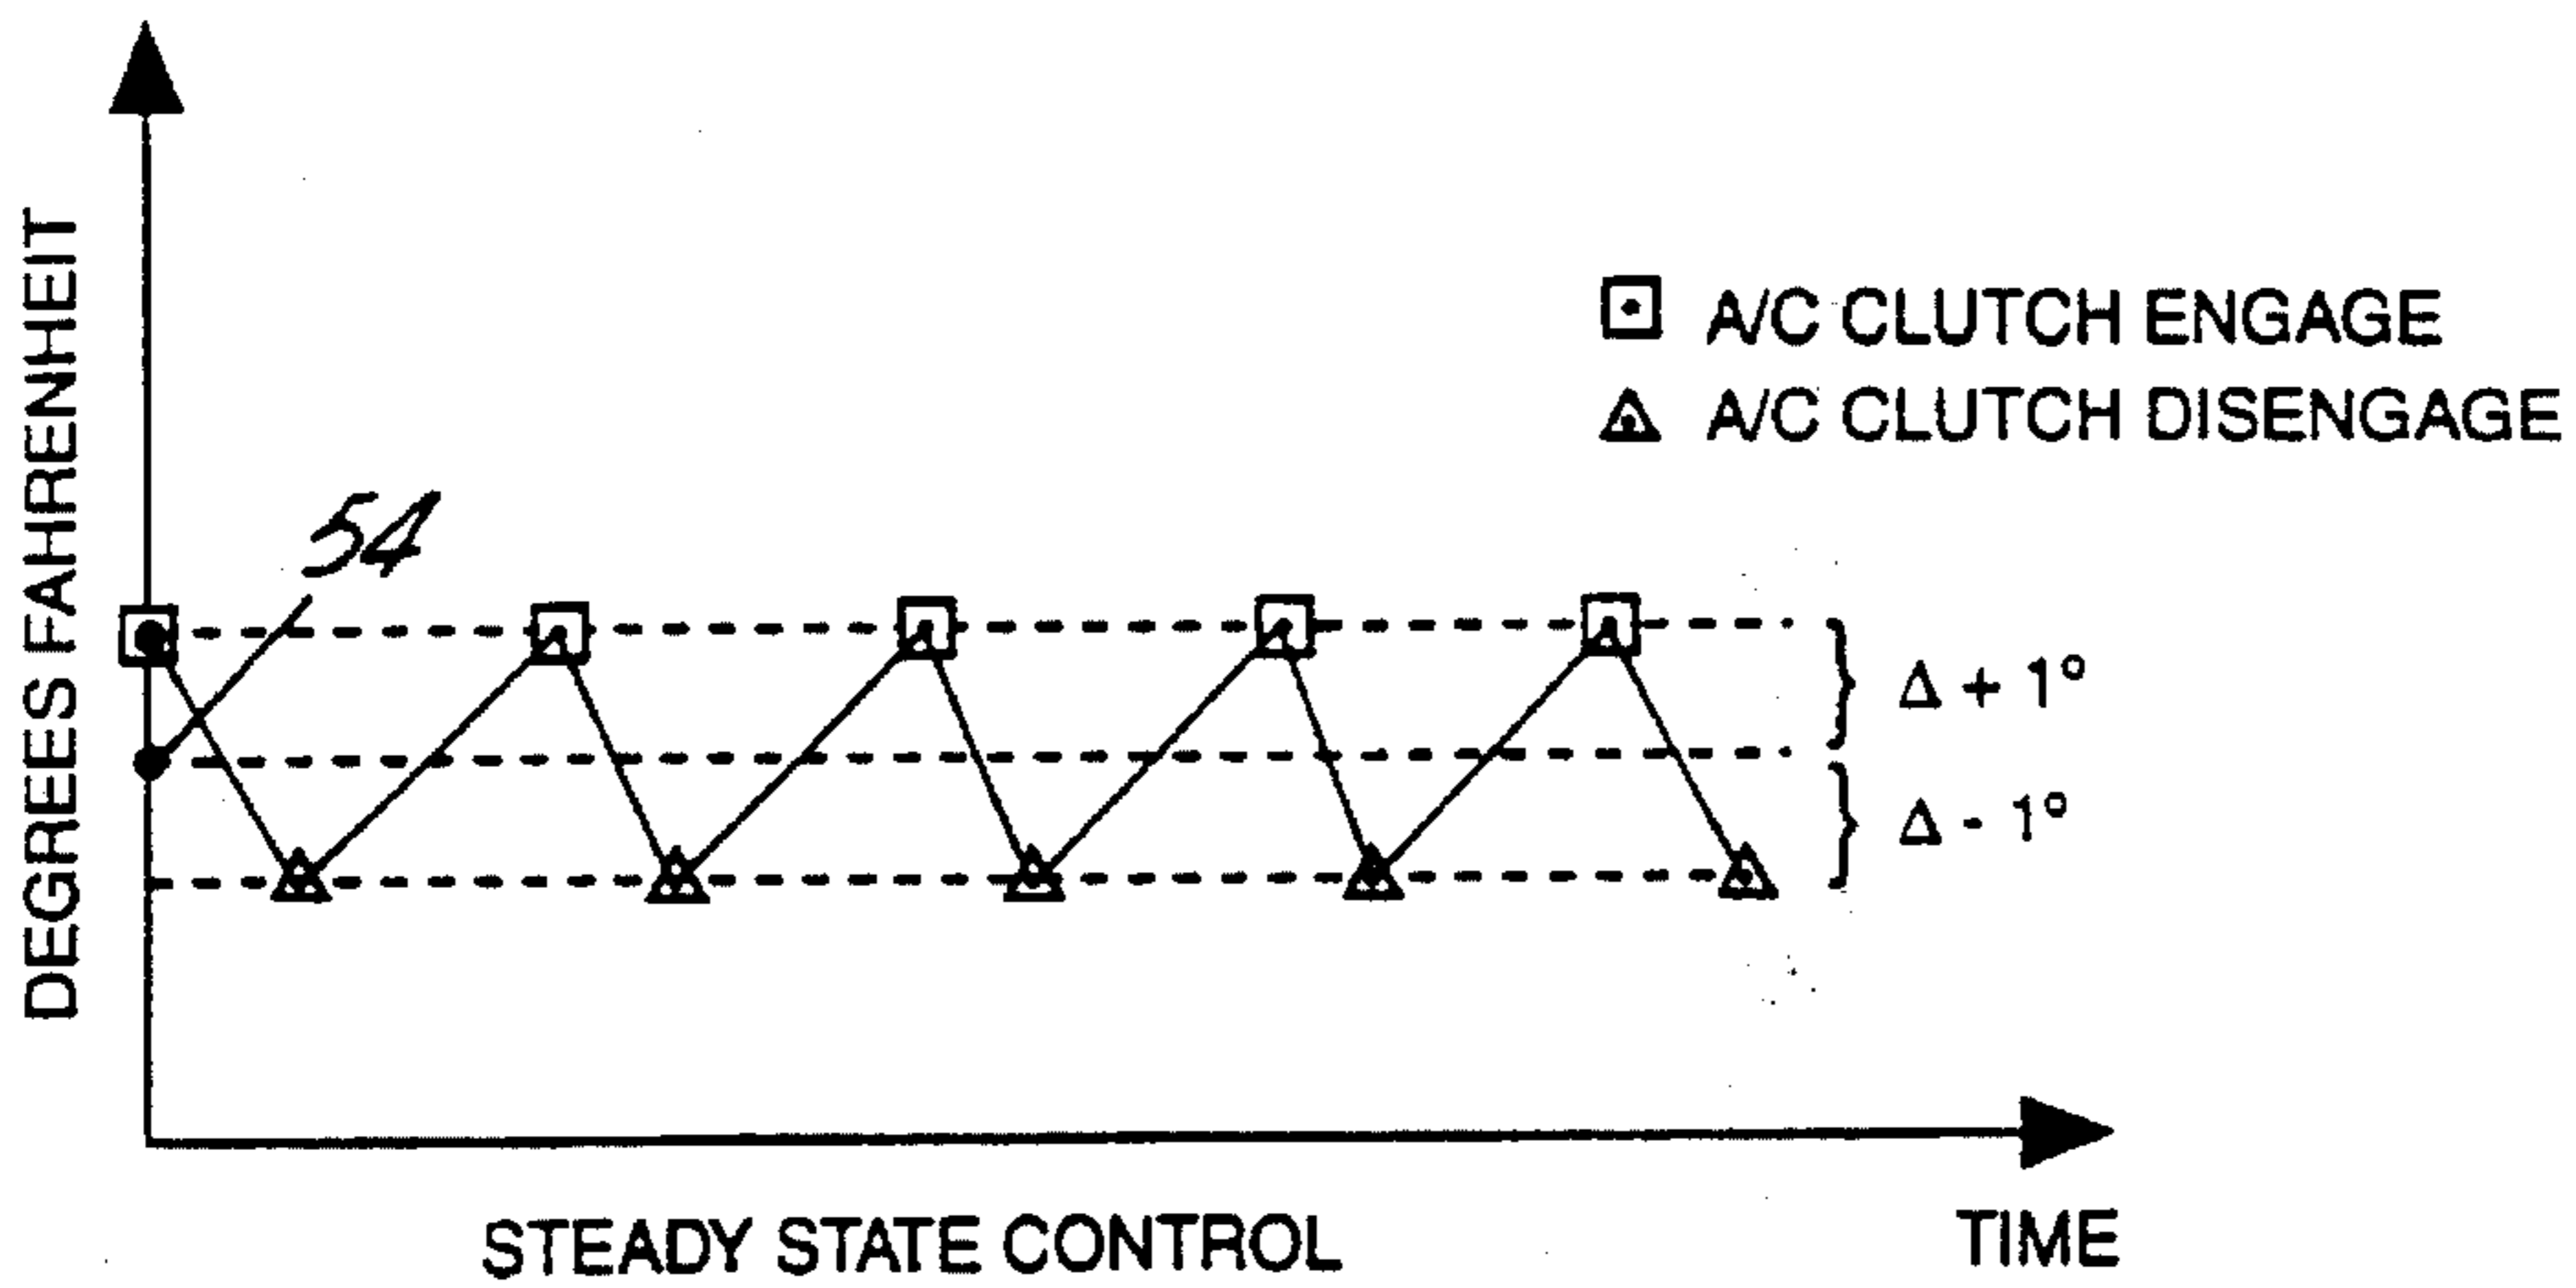 DEGREES FAHRENHEIT
A/C CLUTCH ENGAGE
A/C CLUTCH DISENGAGE
54
Δ + 1°
Δ - 1°
STEADY STATE CONTROL
TIME